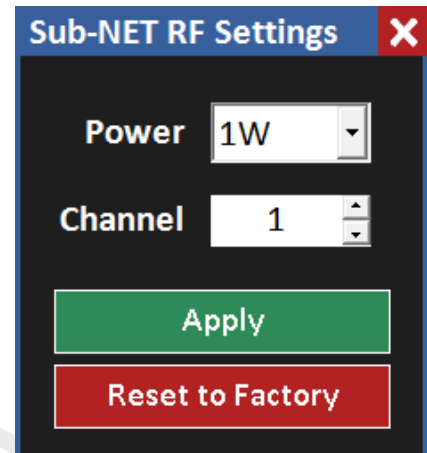 Sub-NET RF Settings
Power 1W
Channel 1
Apply
Reset to Factory